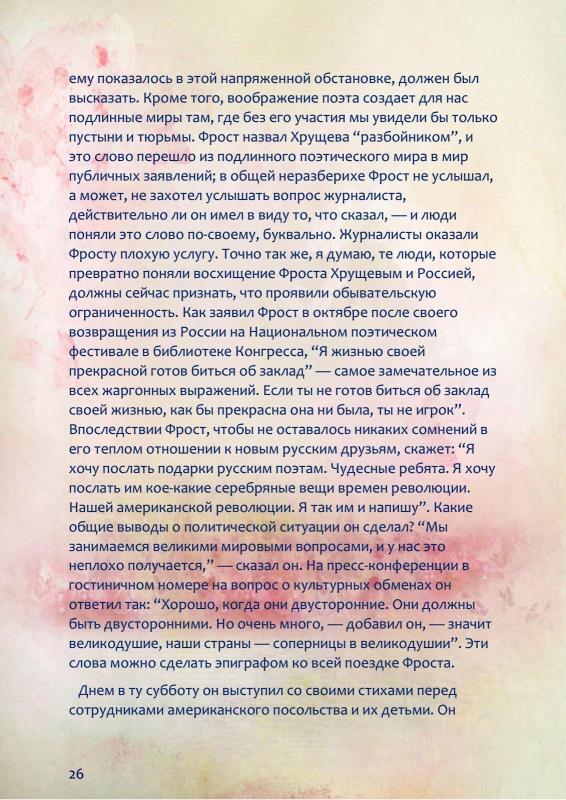 ему показалось в этой напряженной обстановке, должен был
высказать. Кроме того, воображение поэта создает для нас
подлинные миры там, где без его участия мы увидели бы только
пустыни и тюрьмы. Фрост назвал Хрущева “разбойником”, и
это слово перешло из подлинного поэтического мира в мир
публичных заявлений; в общей неразберихе Фрост не услышал,
а может, не захотел услышать вопрос журналиста,
действительно ли он имел в виду то, что сказал, — и люди
поняли это слово по-своему, буквально. Журналисты оказали
Фросту плохую услугу. Точно так же, я думаю, те люди, которые
превратно поняли восхищение Фроста Хрущевым и Россией,
должны сейчас признать, что проявили обывательскую
ограниченность. Как заявил Фрост в октябре после своего
возвращения из России на Национальном поэтическом
фестивале в библиотеке Конгресса, “Я жизнью своей
прекрасной готов биться об заклад” — самое замечательное из
всех жаргонных выражений. Если ты не готов биться об заклад
своей жизнью, как бы прекрасна она ни была, ты не игрок”.
Впоследствии Фрост, чтобы не оставалось никаких сомнений в
его теплом отношении к новым русским друзьям, скажет: “Я
хочу послать подарки русским поэтам. Чудесные ребята. Я хочу
послать им кое-какие серебряные вещи времен революции.
Нашей американской революции. Я так им и напишу”. Какие
общие выводы о политической ситуации он сделал? “Мы
занимаемся великими мировыми вопросами, и у нас это
неплохо получается,” — сказал он. На пресс-конференции в
гостиничном номере на вопрос о культурных обменах он
ответил так: “Хорошо, когда они двусторонние. Они должны
быть двусторонними. Но очень много, — добавил он, — значит
великодушие, наши страны — соперницы в великодушии”. Эти
слова можно сделать эпиграфом ко всей поездке Фроста.
Днем в ту субботу он выступил со своими стихами перед
сотрудниками американского посольства и их детьми. Он
26